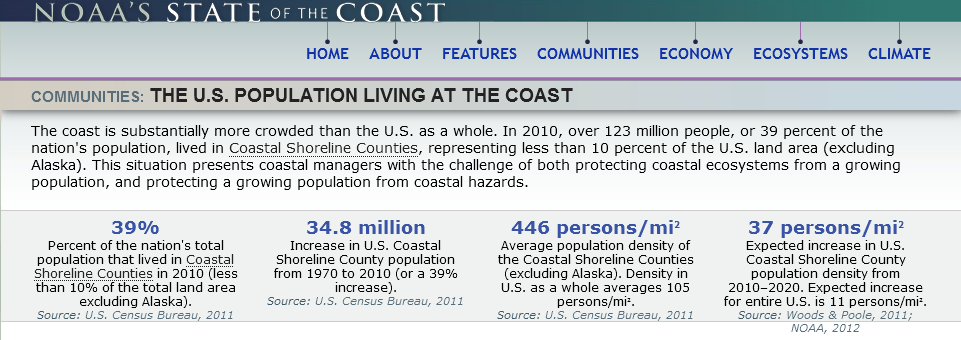 NOAA'S STATE OF THE COAST
HOME ABOUT FEATURES COMMUNITIES ECONOMY ECOSYSTEMS CLIMATE
COMMUNITIES: THE U.S. POPULATION LIVING AT THE COAST
The coast is substantially more crowded than the U.S. as a whole. In 2010, over 123 million people, or 39 percent of the
nation's population, lived in Coastal Shoreline Counties, representing less than 10 percent of the U.S. land area (excluding
Alaska). This situation presents coastal managers with the challenge of both protecting coastal ecosystems from a growing
population, and protecting a growing population from coastal hazards.
39%
Percent of the nation's total
population that lived in Coastal
Shoreline Counties in 2010 (less
than 10% of the total land area
excluding Alaska).
Source: U.S. Census Bureau, 2011
34.8 million
Increase in U.S. Coastal
Shoreline County population
from 1970 to 2010 (or a 39%
increase).
Source: U.S. Census Bureau, 2011
446 persons/mi²
Average population density of
the Coastal Shoreline Counties
(excluding Alaska). Density in
U.S. as a whole averages 105
persons/mi².
Source: U.S. Census Bureau, 2011
37 persons/mi²
Expected increase in U.S.
Coastal Shoreline County
population density from
2010–2020. Expected increase
for entire U.S. is 11 persons/mi².
Source: Woods & Poole, 2011;
NOAA, 2012